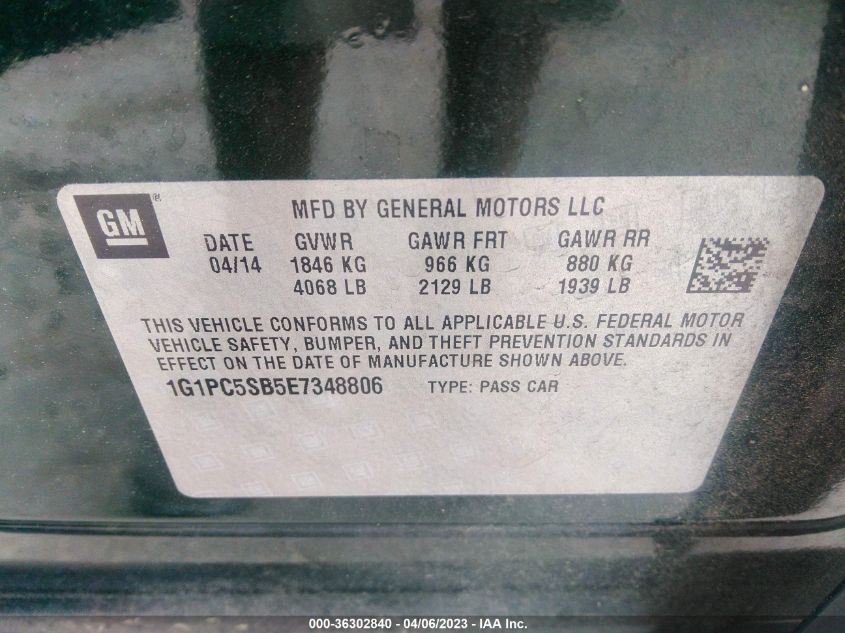 GM ®
MFD BY GENERAL MOTORS LLC
DATE GVWR GAWR FRT GAWR RR
04/14 1846 KG 966 KG 880 KG
4068 LB 2129 LB 1939 LB
THIS VEHICLE CONFORMS TO ALL APPLICABLE U.S. FEDERAL MOTOR
VEHICLE SAFETY, BUMPER, AND THEFT PREVENTION STANDARDS IN
EFFECT ON THE DATE OF MANUFACTURE SHOWN ABOVE.
1G1PC5SB5E7348806 TYPE: PASS CAR
000-36302840 - 04/06/2023 - IAA Inc.